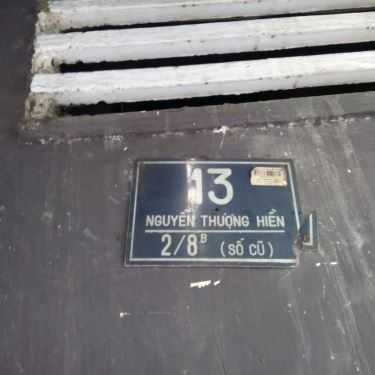 13
NGUYỄN THƯỢNG HIỀN
2/8B (SỐ CŨ)